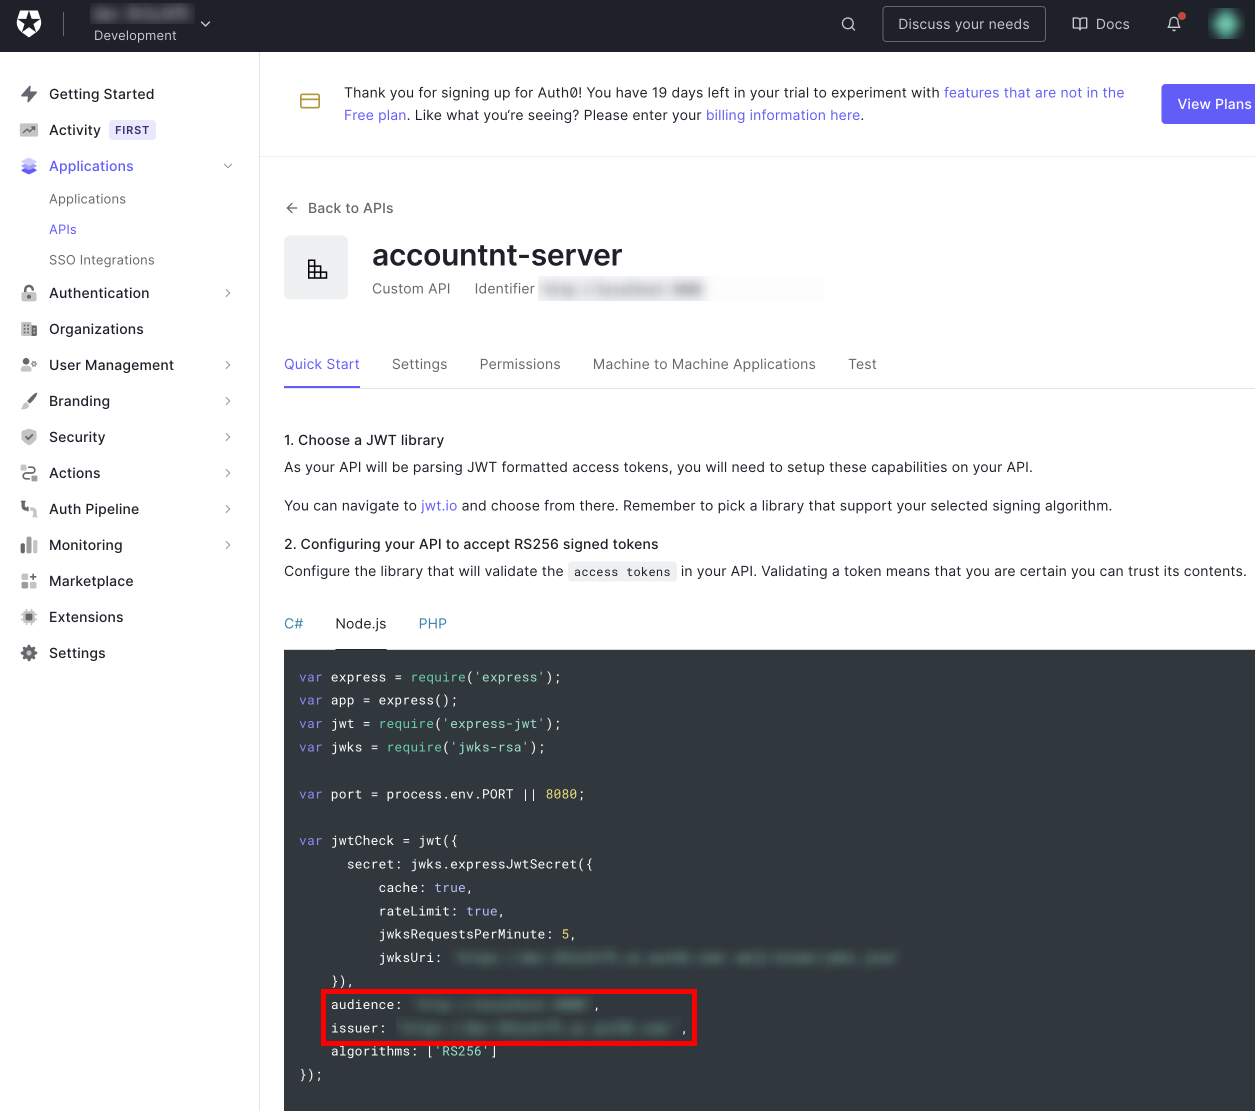 Development
Discuss your needs
Docs
Getting Started
Activity FIRST
Applications
Applications
APIs
SSO Integrations
Authentication
Organizations
User Management
Branding
Security
Actions
Auth Pipeline
Monitoring
Marketplace
Extensions
Settings
Thank you for signing up for Auth0! You have 19 days left in your trial to experiment with features that are not in the
Free plan. Like what you're seeing? Please enter your billing information here.
View Plans
Back to APIs
accountnt-server
Custom API Identifier
Quick Start Settings Permissions Machine to Machine Applications Test
1. Choose a JWT library
As your API will be parsing JWT formatted access tokens, you will need to setup these capabilities on your API.
You can navigate to jwt.io and choose from there. Remember to pick a library that support your selected signing algorithm.
2. Configuring your API to accept RS256 signed tokens
Configure the library that will validate the access tokens in your API. Validating a token means that you are certain you can trust its contents.
C# Node.js PHP
var express = require('express');
var app = express();
var jwt = require('express-jwt');
var jwks = require('jwks-rsa');
var port = process.env.PORT || 8080;
var jwtCheck = jwt({
secret: jwks.expressJwtSecret({
cache: true,
rateLimit: true,
jwksRequestsPerMinute: 5,
jwksUri:
}),
audience: ,
issuer: ,
algorithms: ['RS256']
});